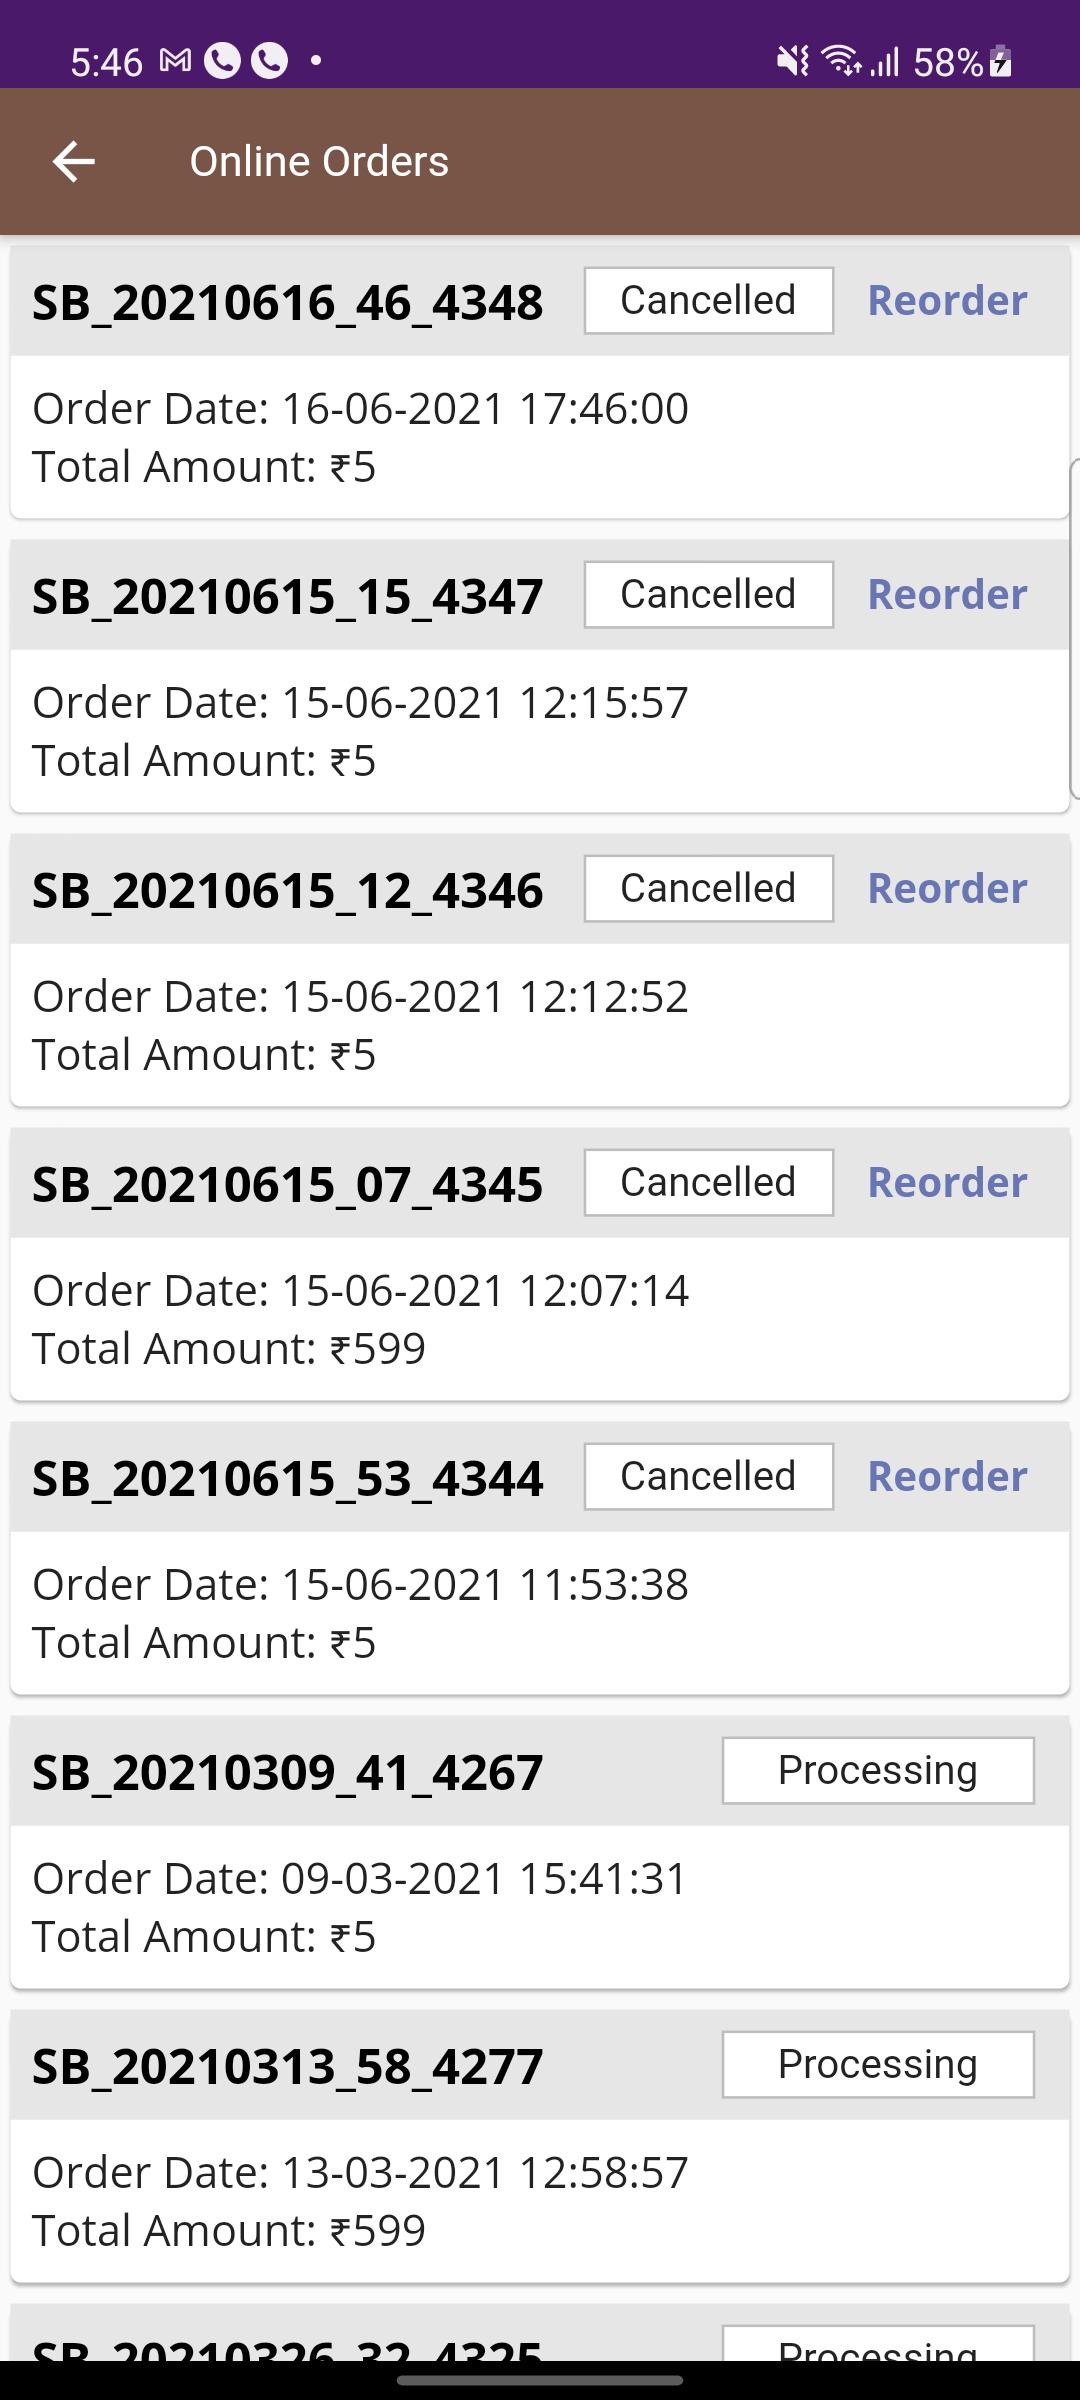 5:46 58%
Online Orders
SB_20210616_46_4348 Cancelled Reorder
Order Date: 16-06-2021 17:46:00
Total Amount: ₹5
SB_20210615_15_4347 Cancelled Reorder
Order Date: 15-06-2021 12:15:57
Total Amount: ₹5
SB_20210615_12_4346 Cancelled Reorder
Order Date: 15-06-2021 12:12:52
Total Amount: ₹5
SB_20210615_07_4345 Cancelled Reorder
Order Date: 15-06-2021 12:07:14
Total Amount: ₹599
SB_20210615_53_4344 Cancelled Reorder
Order Date: 15-06-2021 11:53:38
Total Amount: ₹5
SB_20210309_41_4267 Processing
Order Date: 09-03-2021 15:41:31
Total Amount: ₹5
SB_20210313_58_4277 Processing
Order Date: 13-03-2021 12:58:57
Total Amount: ₹599
SB_20210326_32_4325 Processing